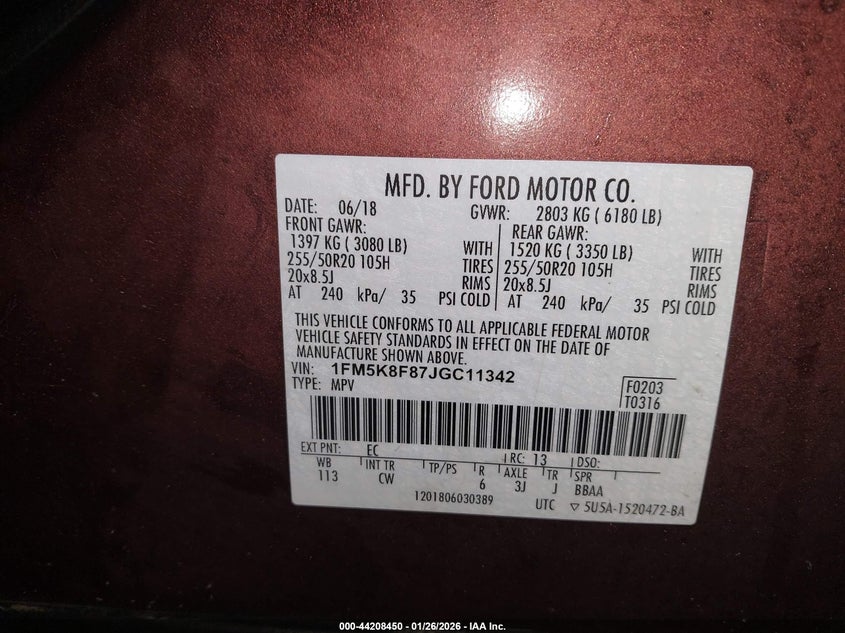 MFD. BY FORD MOTOR CO.
DATE: 06/18 GVWR: 2803 KG ( 6180 LB)
FRONT GAWR: REAR GAWR:
1397 KG ( 3080 LB) WITH 1520 KG ( 3350 LB) WITH
255/50R20 105H TIRES 255/50R20 105H TIRES
20x8.5J RIMS 20x8.5J RIMS
AT 240 kPa/ 35 PSI COLD AT 240 kPa/ 35 PSI COLD
THIS VEHICLE CONFORMS TO ALL APPLICABLE FEDERAL MOTOR
VEHICLE SAFETY STANDARDS IN EFFECT ON THE DATE OF
MANUFACTURE SHOWN ABOVE.
VIN: 1FM5K8F87JGC11342
TYPE: MPV
F0203
T0316
EXT PNT: EC RC: 13 DSO:
WB INT TR TP/PS R AXLE TR SPR
113 CW 6 3J J BBAA
1201806030389 UTC ▽ 5U5A-1520472-BA
000-44208450 - 01/26/2026 - IAA Inc.